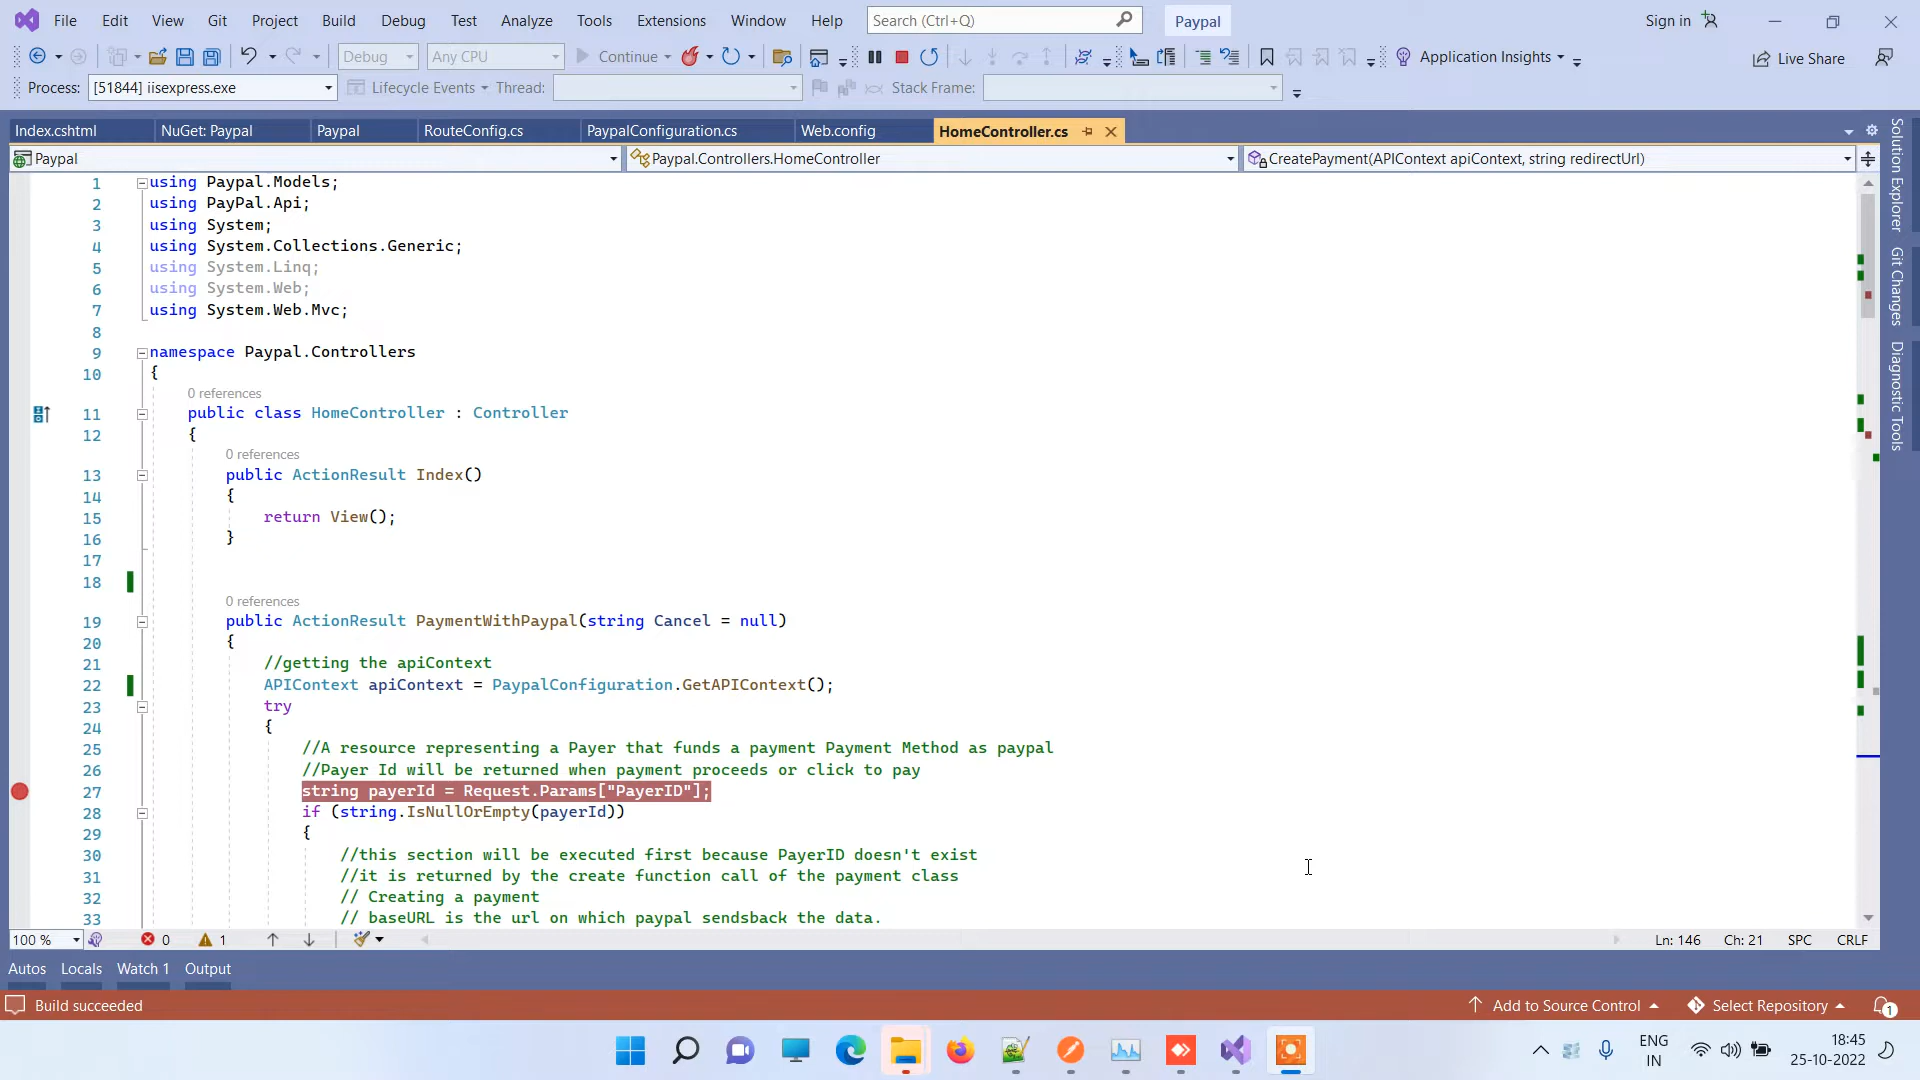 File Edit View Git Project Build Debug Test Analyze Tools Extensions Window Help Search (Ctrl+Q) Paypal Sign in
Debug Any CPU Continue Application Insights Live Share
Process: [51844] iisexpress.exe Lifecycle Events Thread: Stack Frame:
Index.cshtml NuGet: Paypal Paypal RouteConfig.cs PaypalConfiguration.cs Web.config HomeController.cs
Paypal Paypal.Controllers.HomeController CreatePayment(APIContext apiContext, string redirectUrl)
1 using Paypal.Models;
2 using PayPal.Api;
3 using System;
4 using System.Collections.Generic;
5 using System.Linq;
6 using System.Web;
7 using System.Web.Mvc;
8
9 namespace Paypal.Controllers
10 {
0 references
11 public class HomeController : Controller
12 {
0 references
13 public ActionResult Index()
14 {
15 return View();
16 }
17
18
0 references
19 public ActionResult PaymentWithPaypal(string Cancel = null)
20 {
21 //getting the apiContext
22 APIContext apiContext = PaypalConfiguration.GetAPIContext();
23 try
24 {
25 //A resource representing a Payer that funds a payment Payment Method as paypal
26 //Payer Id will be returned when payment proceeds or click to pay
27 string payerId = Request.Params["PayerID"];
28 if (string.IsNullOrEmpty(payerId))
29 {
30 //this section will be executed first because PayerID doesn't exist
31 //it is returned by the create function call of the payment class
32 // Creating a payment
33 // baseURL is the url on which paypal sendsback the data.
Solution Explorer
Git Changes
Diagnostic Tools
100 % 0 1 Ln: 146 Ch: 21 SPC CRLF
Autos Locals Watch 1 Output
Build succeeded Add to Source Control Select Repository 1
ENG
IN
18:45
25-10-2022